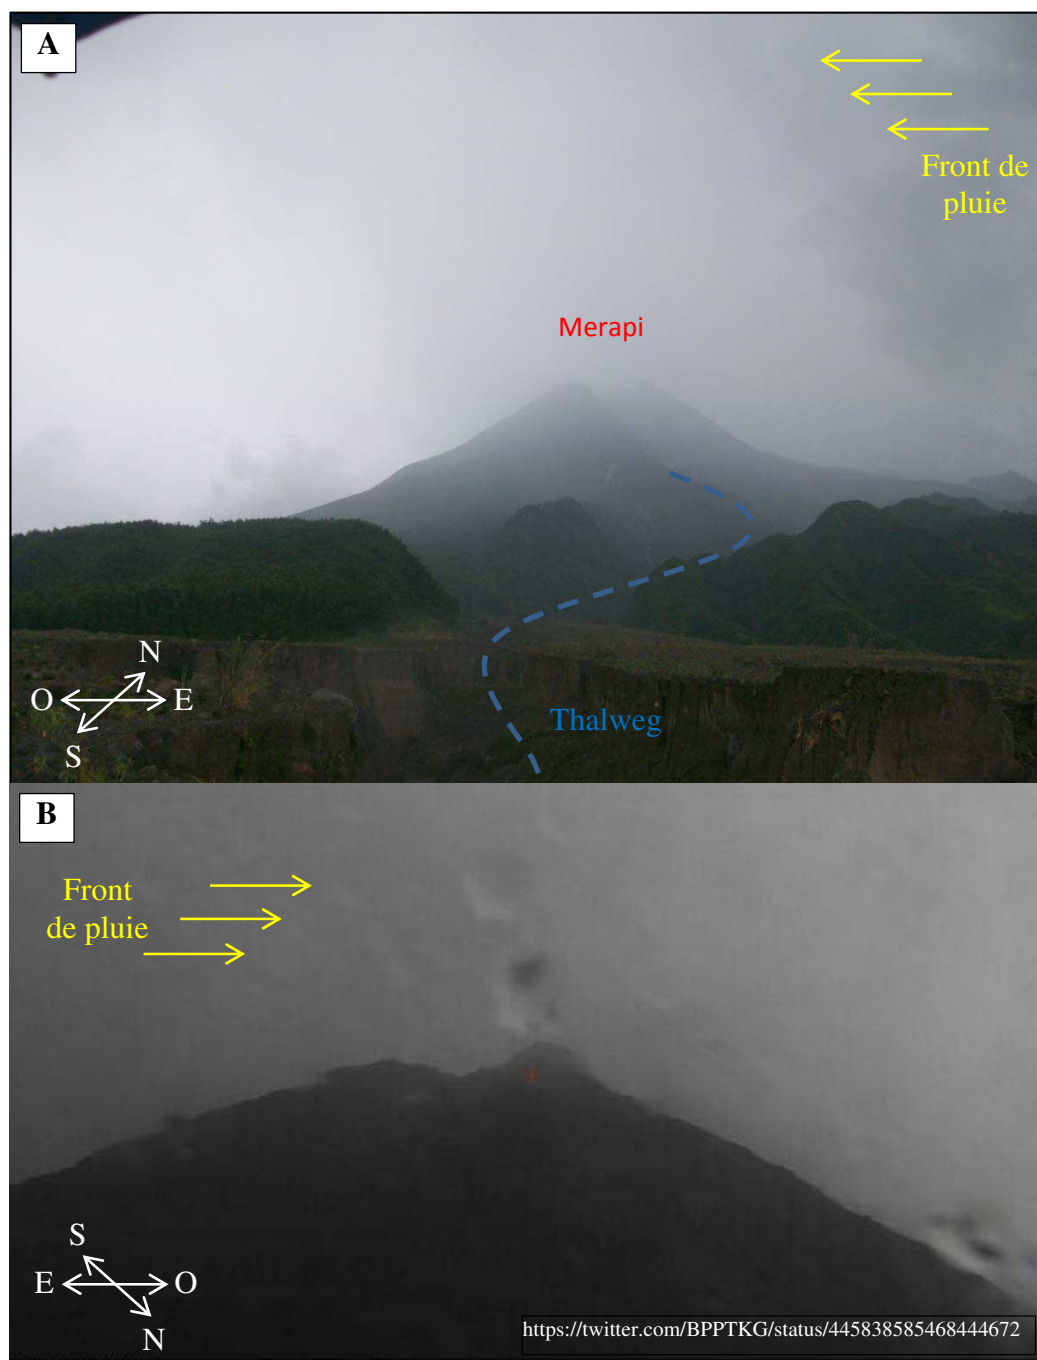 A
Front de
pluie
Merapi
N
O E
S
Thalweg
B
Front
de pluie
S
E O
N
https://twitter.com/BPPTKG/status/445838585468444672